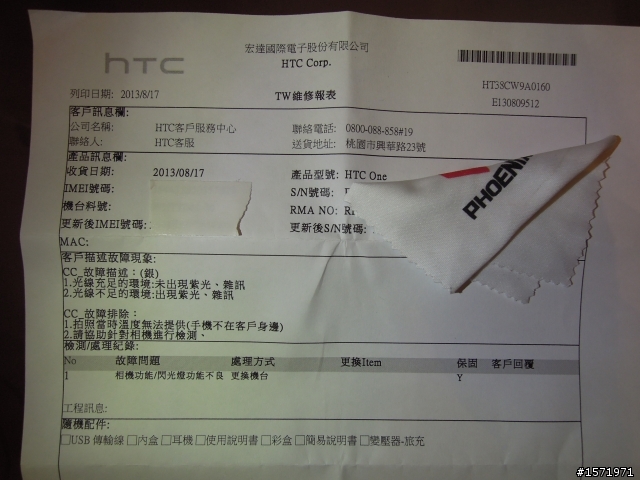 hTC
宏達國際電子股份有限公司
HTC Corp.
HT38CW9A0160
列印日期: 2013/8/17 TW維修報表 E130809512
客戶訊息欄:
公司名稱: HTC客戶服務中心 聯絡電話: 0800-088-858#19
聯絡人: HTC客服 送貨地址: 桃園市興華路23號
產品訊息欄:
收貨日期: 2013/08/17 產品型號: HTC One
IMEI號碼: S/N號碼:
機台料號: RMA NO:
更新後IMEI號碼: 更新後S/N號碼:
PHOENI
MAC:
客戶描述故障現象:
CC_故障描述：(銀)
1.光線充足的環境:未出現紫光、雜訊
2.光線不足的環境:出現紫光、雜訊
CC_故障排除：
1.拍照當時溫度無法提供(手機不在客戶身邊)
2.請協助針對相機進行檢測、
檢測/處理紀錄:
No 故障問題 處理方式 更換Item 保固 客戶回覆
1 相機功能/閃光燈功能不良 更換機台 Y
工程訊息:
隨機配件:
□USB傳輸線 □內盒 □耳機 □使用說明書 □彩盒 □簡易說明書 □變壓器-旅充
#1571971